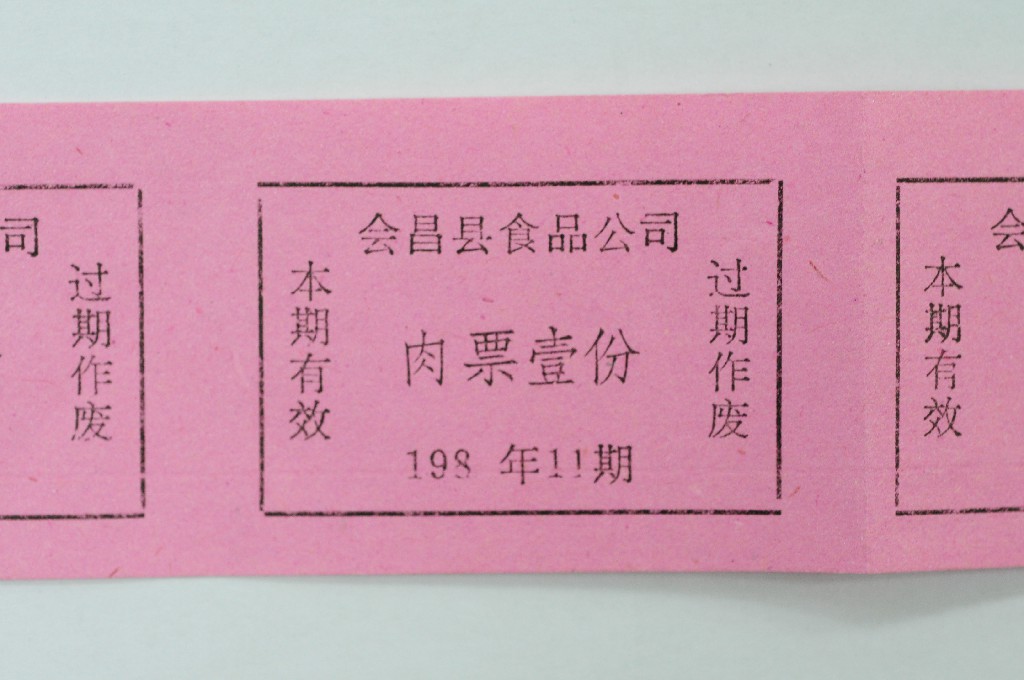 司
过期作废
会昌县食品公司
本期有效
过期作废
肉票壹份
198 年11期
会
本期有效